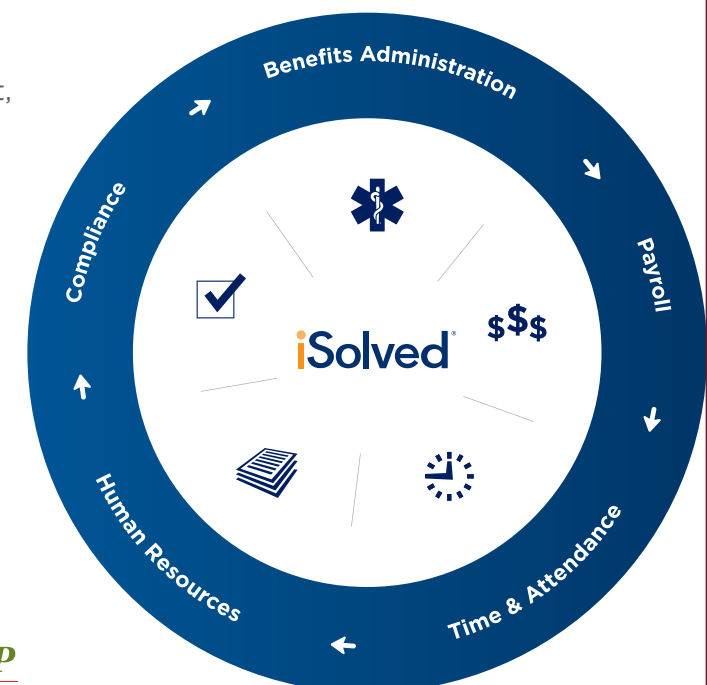 Benefits Administration
Payroll
Time & Attendance
Human Resources
Compliance
$$$
iSolved®
t,
P